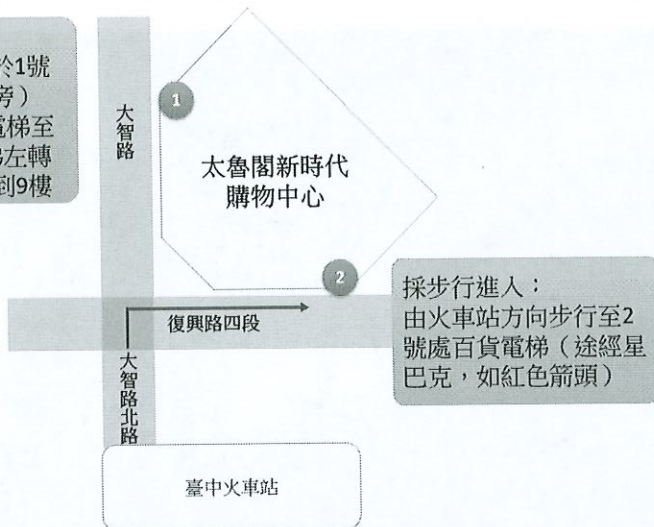 於1號
旁）
電梯至
左轉
到9樓
1
大智路
太魯閣新時代
購物中心
2
復興路四段
採步行進入：
由火車站方向步行至2
號處百貨電梯（途經星
巴克，如紅色箭頭）
大智路北路
臺中火車站